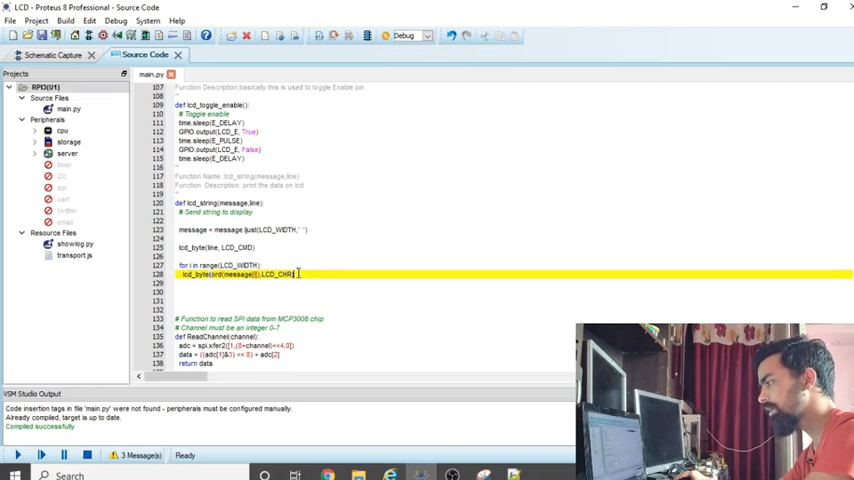 LCD - Proteus 8 Professional - Source Code
File Project Build Edit Debug System Help
Debug
Schematic Capture
Source Code
Projects
main.py
RPI3(U1)
Source Files
main.py
Peripherals
cpu
storage
server
timer
i2c
spi
uart
twitter
email
Resource Files
showlog.py
transport.js
107 Function Description basically this is used to toggle Enable pin
108 '''
109 def lcd_toggle_enable():
110 # Toggle enable
111 time.sleep(E_DELAY)
112 GPIO.output(LCD_E, True)
113 time.sleep(E_PULSE)
114 GPIO.output(LCD_E, False)
115 time.sleep(E_DELAY)
116 '''
117 Function Name :lcd_string(message,line)
118 Function Description :print the data on lcd
119 '''
120 def lcd_string(message,line):
121 # Send string to display
122
123 message = message.ljust(LCD_WIDTH," ")
124
125 lcd_byte(line, LCD_CMD)
126
127 for i in range(LCD_WIDTH):
128 lcd_byte(ord(message[i]),LCD_CHR)
129
130
131
132
133 # Function to read SPI data from MCP3008 chip
134 # Channel must be an integer 0-7
135 def ReadChannel(channel):
136 adc = spi.xfer2([1,(8+channel)<<4,0])
137 data = ((adc[1]&3) << 8) + adc[2]
138 return data
VSM Studio Output
Code insertion tags in file 'main.py' were not found - peripherals must be configured manually.
Already compiled, target is up to date.
Compiled successfully.
3 Message(s)
Ready
Search